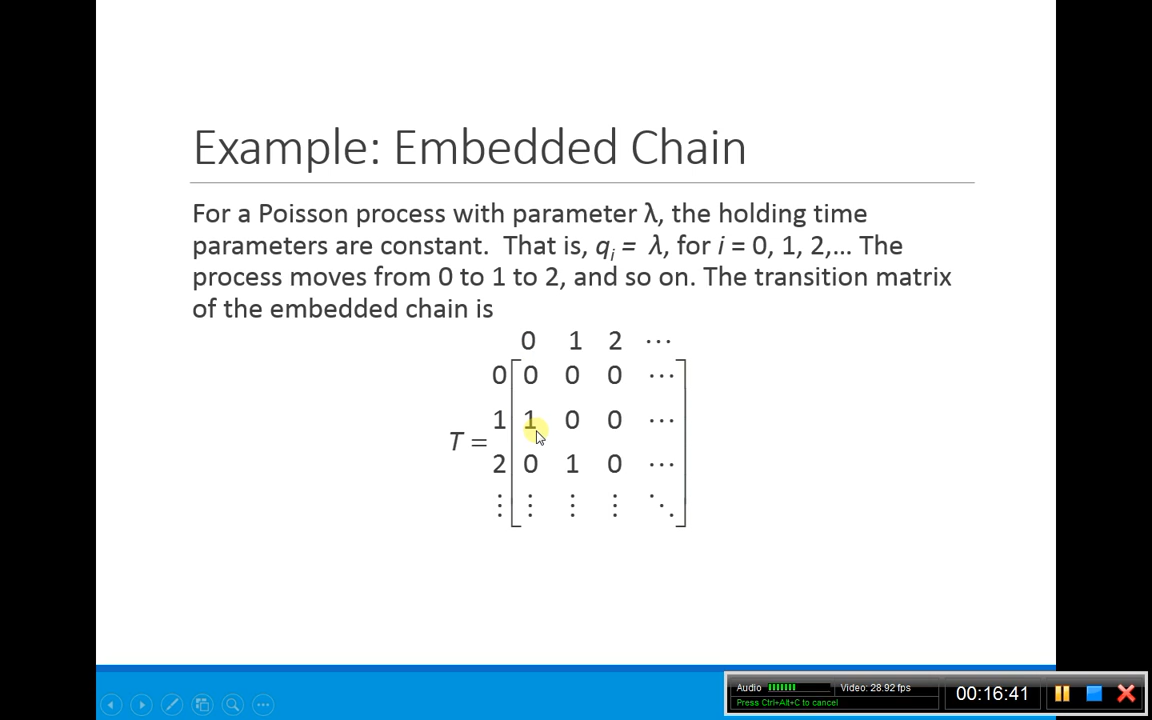 Example: Embedded Chain
For a Poisson process with parameter λ, the holding time
parameters are constant. That is, qᵢ = λ, for i = 0, 1, 2,… The
process moves from 0 to 1 to 2, and so on. The transition matrix
of the embedded chain is
0 1 2 ⋯
0 0 0 0 ⋯
1 1 0 0 ⋯
T =
2 0 1 0 ⋯
⋮ ⋮ ⋮ ⋮ ⋱
Audio Video: 28.92 fps
Press Ctrl+Alt+C to cancel
00:16:41